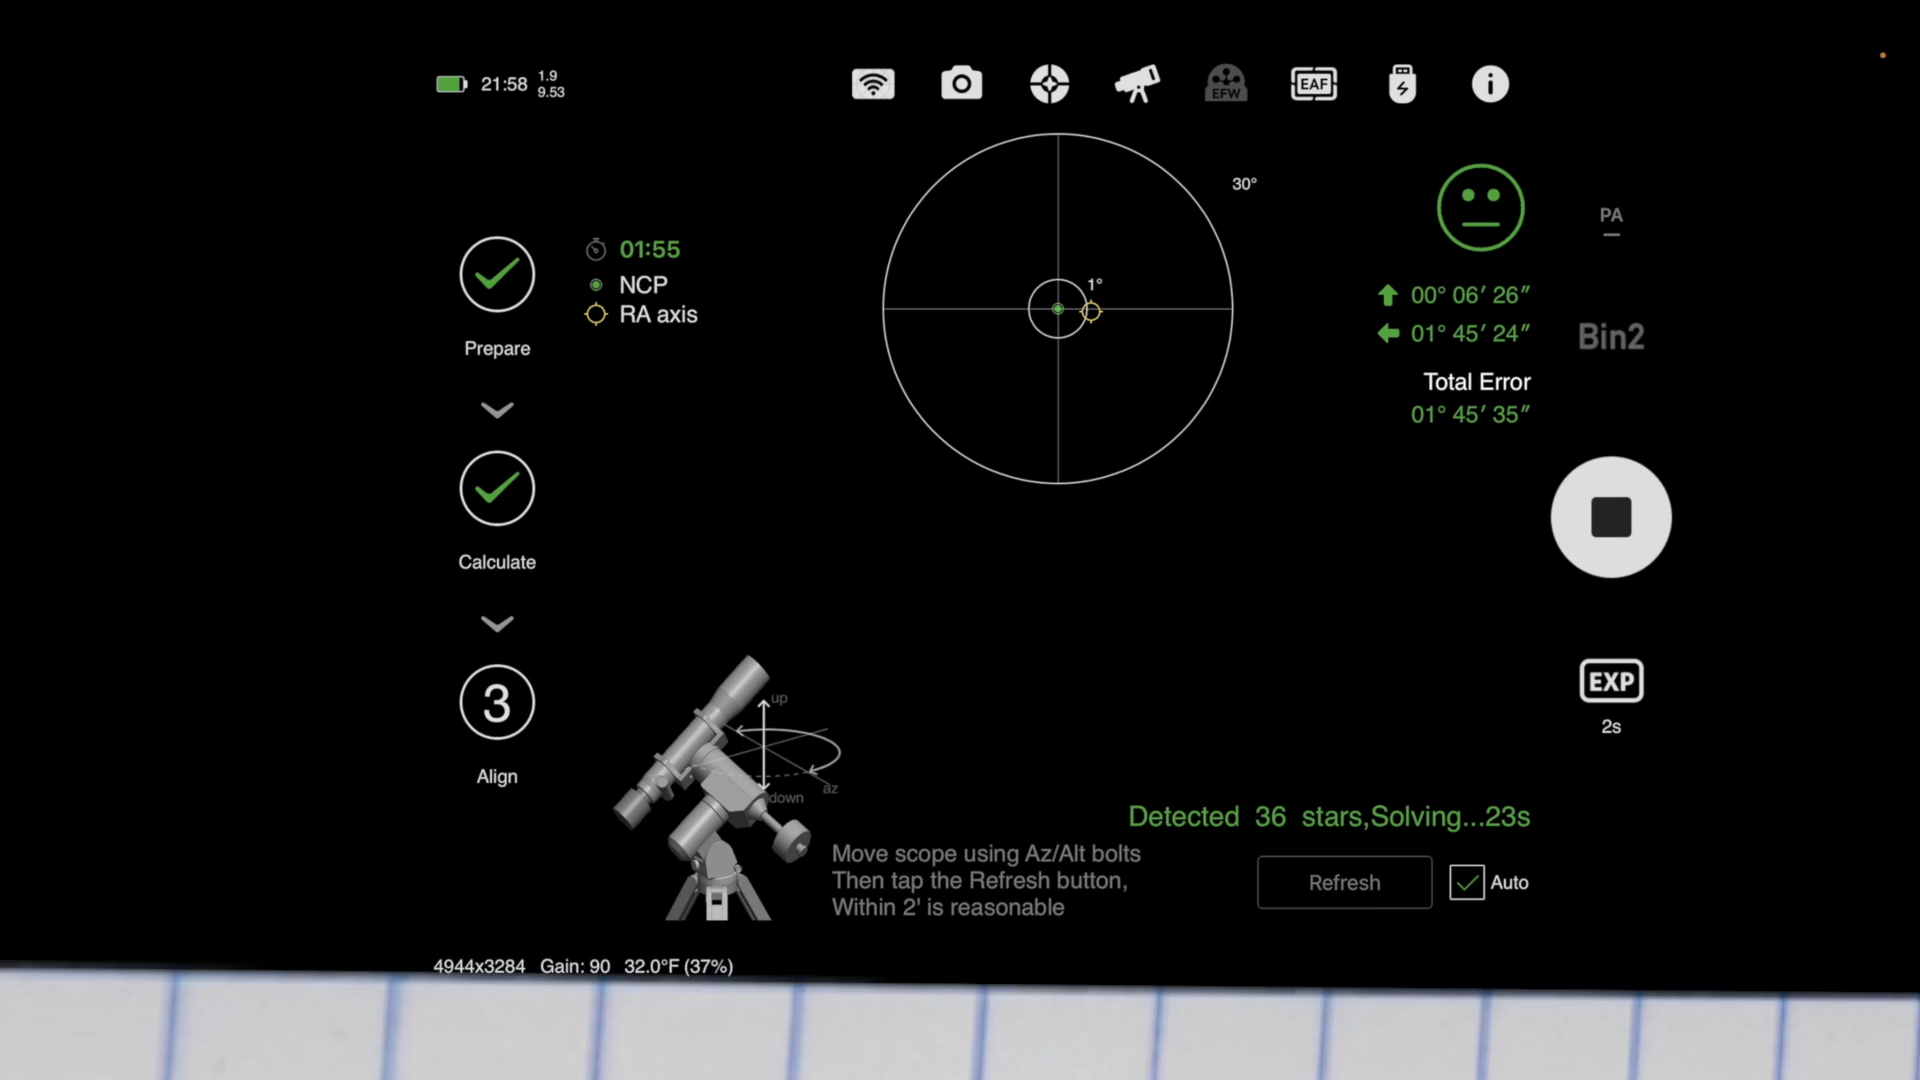 21:58
1.9
9.53
EFW
EAF
30°
PA
01:55
NCP
RA axis
1°
00° 06′ 26″
01° 45′ 24″
Total Error
01° 45′ 35″
Bin2
Prepare
Calculate
3
Align
up
down
az
EXP
2s
Detected 36 stars,Solving...23s
Move scope using Az/Alt bolts
Then tap the Refresh button,
Within 2' is reasonable
Refresh
Auto
4944x3284 Gain: 90 32.0°F (37%)